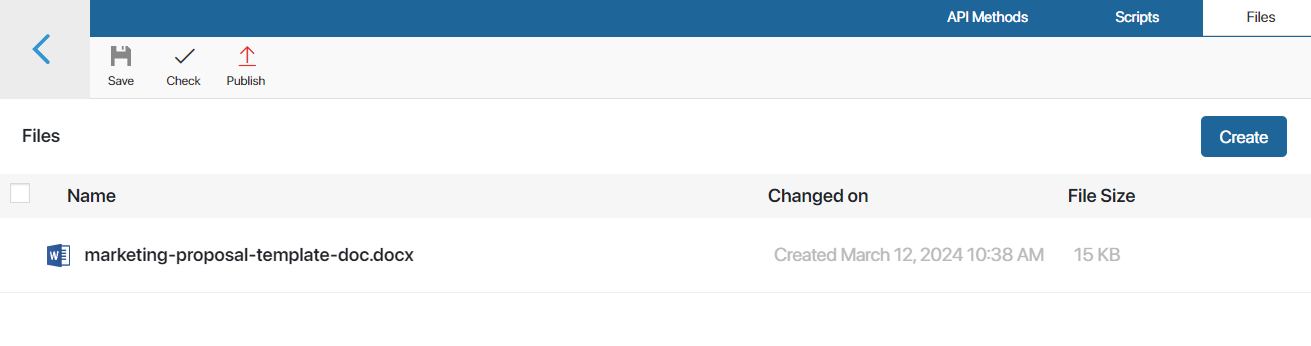 API Methods Scripts Files
Save Check Publish
Files Create
Name Changed on File Size
W marketing-proposal-template-doc.docx Created March 12, 2024 10:38 AM 15 KB